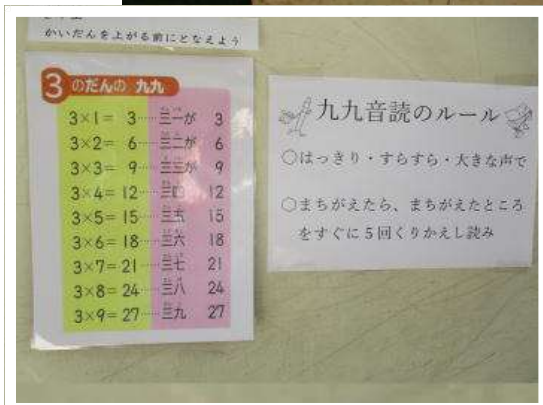 かいだんを上がる前にとなえよう
3 のだんの 九九
3×1= 3……三一が 3
3×2= 6……三二が 6
3×3= 9……三三が 9
3×4=12……三四 12
3×5=15……三五 15
3×6=18……三六 18
3×7=21……三七 21
3×8=24……三八 24
3×9=27……三九 27
九九音読のルール
○はっきり・すらすら・大きな声で
○まちがえたら、まちがえたところ
をすぐに5回くりかえし読み